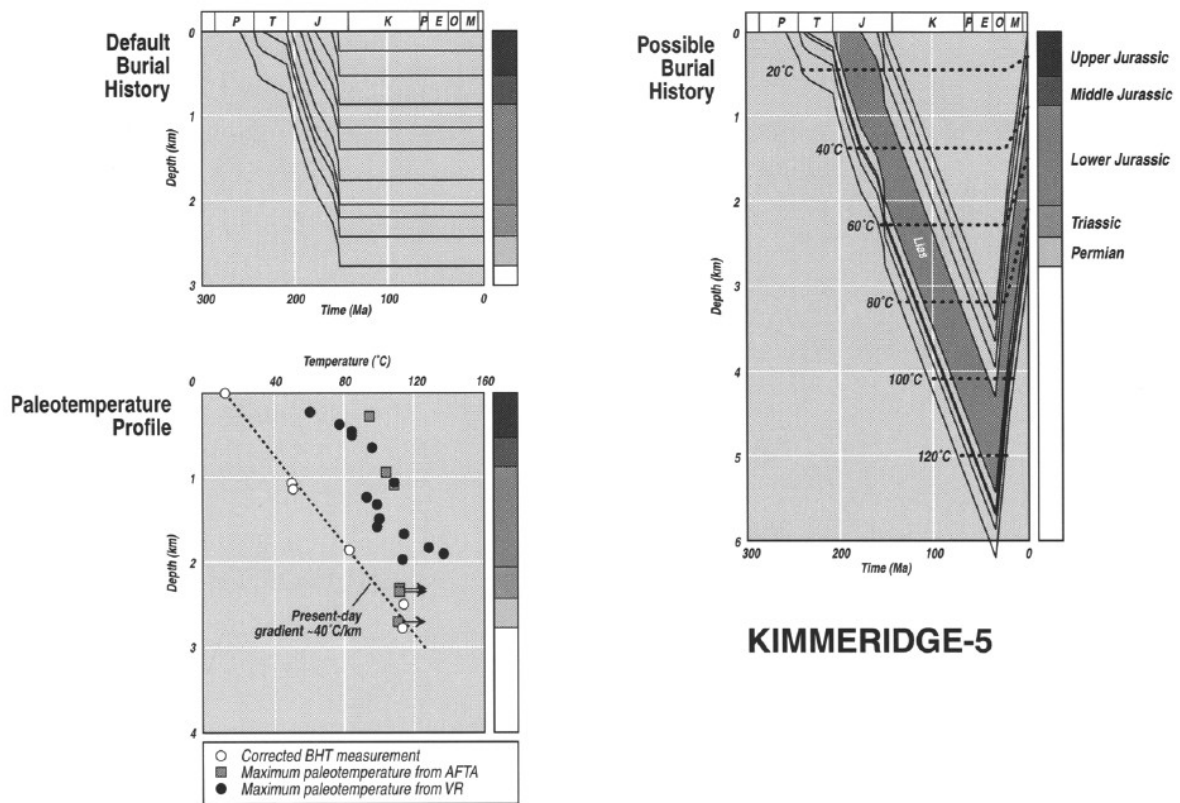 P T J K P E O M
Default
Burial
History
0
1
2
3
Depth (km)
300 200 100 0
Time (Ma)
Temperature (˚C)
0 40 80 120 160
Paleotemperature
Profile
1
2
3
4
Depth (km)
Present-day
gradient ~40˚C/km
Corrected BHT measurement
Maximum paleotemperature from AFTA
Maximum paleotemperature from VR
P T J K P E O M
Possible
Burial
History
0
1
2
3
4
5
6
Depth (km)
20˚C
40˚C
60˚C
80˚C
100˚C
120˚C
Lias
300 200 100 0
Time (Ma)
Upper Jurassic
Middle Jurassic
Lower Jurassic
Triassic
Permian
KIMMERIDGE-5